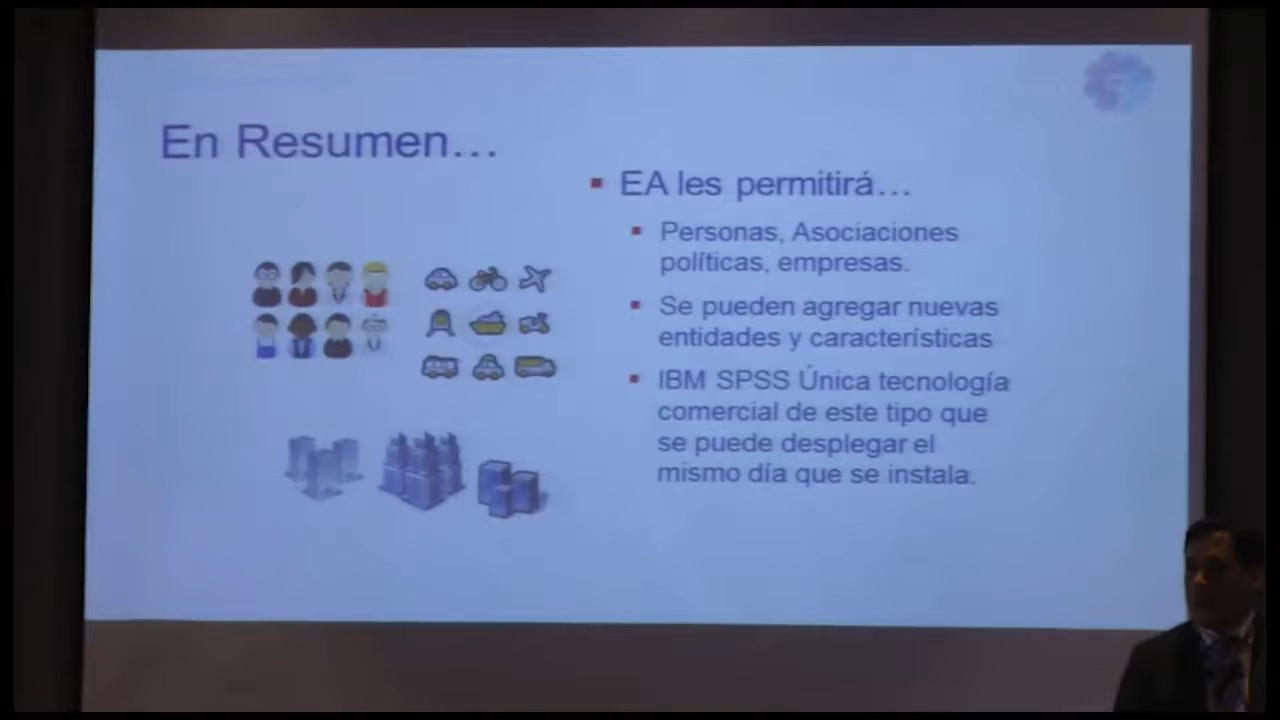 En Resumen...
EA les permitirá...
Personas, Asociaciones
políticas, empresas.
Se pueden agregar nuevas
entidades y características
IBM SPSS Única tecnología
comercial de este tipo que
se puede desplegar el
mismo día que se instala.